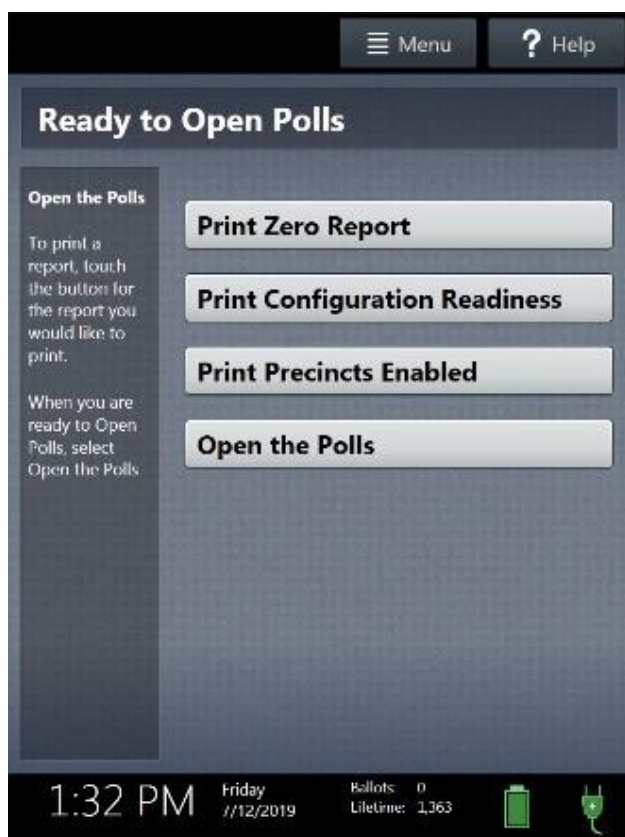 Menu
? Help
Ready to Open Polls
Open the Polls
To print a
report, touch
the button for
the report you
would like to
print.
When you are
ready to Open
Polls, select
Open the Polls
Print Zero Report
Print Configuration Readiness
Print Precincts Enabled
Open the Polls
1:32 PM
Friday
7/12/2019
Ballots: 0
Lifetime: 1,363